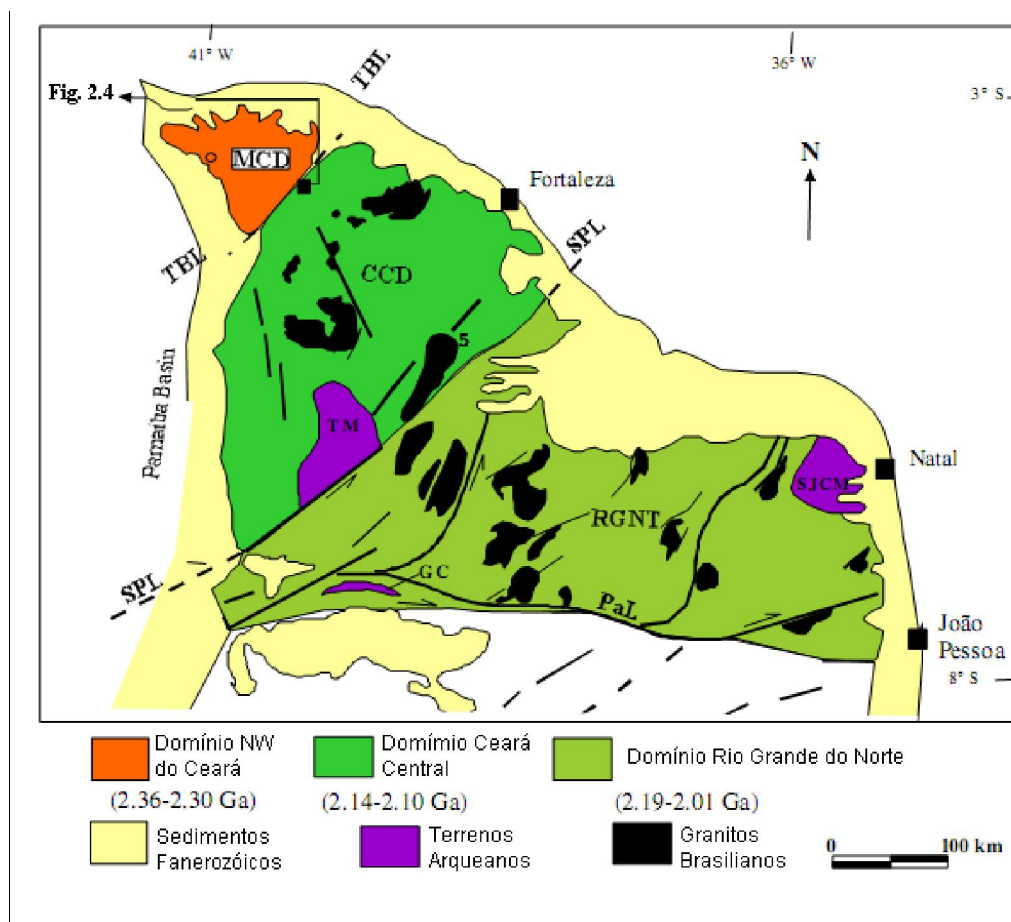 41° W
36° W
TBL
Fig. 2.4
3° S
MCD
N
Fortaleza
TBL
SPL
CCD
5
Parnaíba Basin
TM
Natal
SJCM
RGNT
GC
SPL
PaL
João
Pessoa
8° S
Domínio NW
do Ceará
(2.36-2.30 Ga)
Domímio Ceará
Central
(2.14-2.10 Ga)
Domínio Rio Grande do Norte
(2.19-2.01 Ga)
Sedimentos
Fanerozóicos
Terrenos
Arqueanos
Granitos
Brasilianos
0 100 km